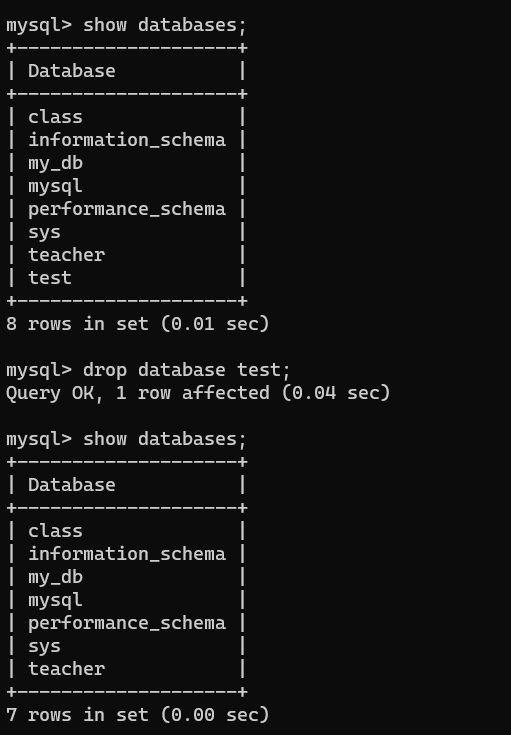 mysql> show databases;
+--------------------+
| Database           |
+--------------------+
| class              |
| information_schema |
| my_db              |
| mysql              |
| performance_schema |
| sys                |
| teacher            |
| test               |
+--------------------+
8 rows in set (0.01 sec)
mysql> drop database test;
Query OK, 1 row affected (0.04 sec)
mysql> show databases;
+--------------------+
| Database           |
+--------------------+
| class              |
| information_schema |
| my_db              |
| mysql              |
| performance_schema |
| sys                |
| teacher            |
+--------------------+
7 rows in set (0.00 sec)